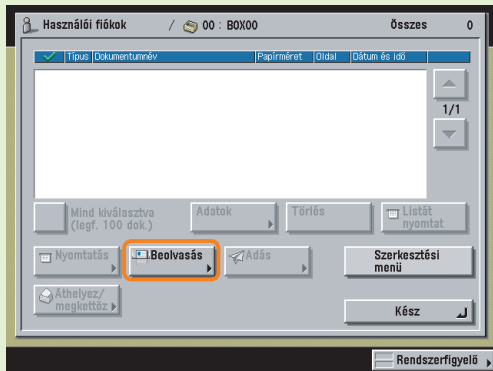 Használói fiókok / 00 : BOX00 Összes 0
Típus Dokumentumnév Papírméret Oldal Dátum és idő
1/1
Mind kiválasztva
(legf. 100 dok.)
Adatok
Törlés
Listát
nyomtat
Nyomtatás
Beolvasás
Adás
Szerkesztési
menü
Áthelyez/
megkettőz
Kész
Rendszerfigyelő